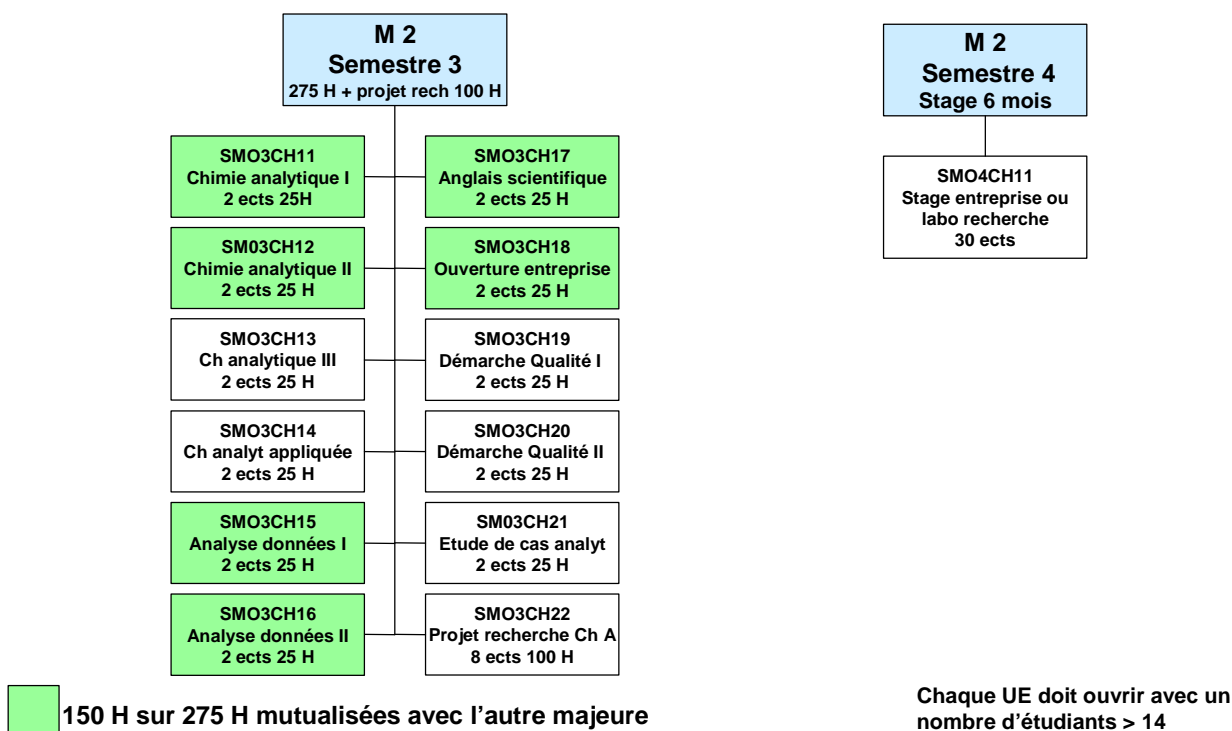 M 2
Semestre 3
275 H + projet rech 100 H
M 2
Semestre 4
Stage 6 mois
SMO3CH11
Chimie analytique I
2 ects 25H
SMO3CH17
Anglais scientifique
2 ects 25 H
SMO4CH11
Stage entreprise ou
labo recherche
30 ects
SM03CH12
Chimie analytique II
2 ects 25 H
SMO3CH18
Ouverture entreprise
2 ects 25 H
SMO3CH13
Ch analytique III
2 ects 25 H
SMO3CH19
Démarche Qualité I
2 ects 25 H
SMO3CH14
Ch analyt appliquée
2 ects 25 H
SMO3CH20
Démarche Qualité II
2 ects 25 H
SMO3CH15
Analyse données I
2 ects 25 H
SM03CH21
Etude de cas analyt
2 ects 25 H
SMO3CH16
Analyse données II
2 ects 25 H
SMO3CH22
Projet recherche Ch A
8 ects 100 H
150 H sur 275 H mutualisées avec l'autre majeure
Chaque UE doit ouvrir avec un
nombre d'étudiants > 14